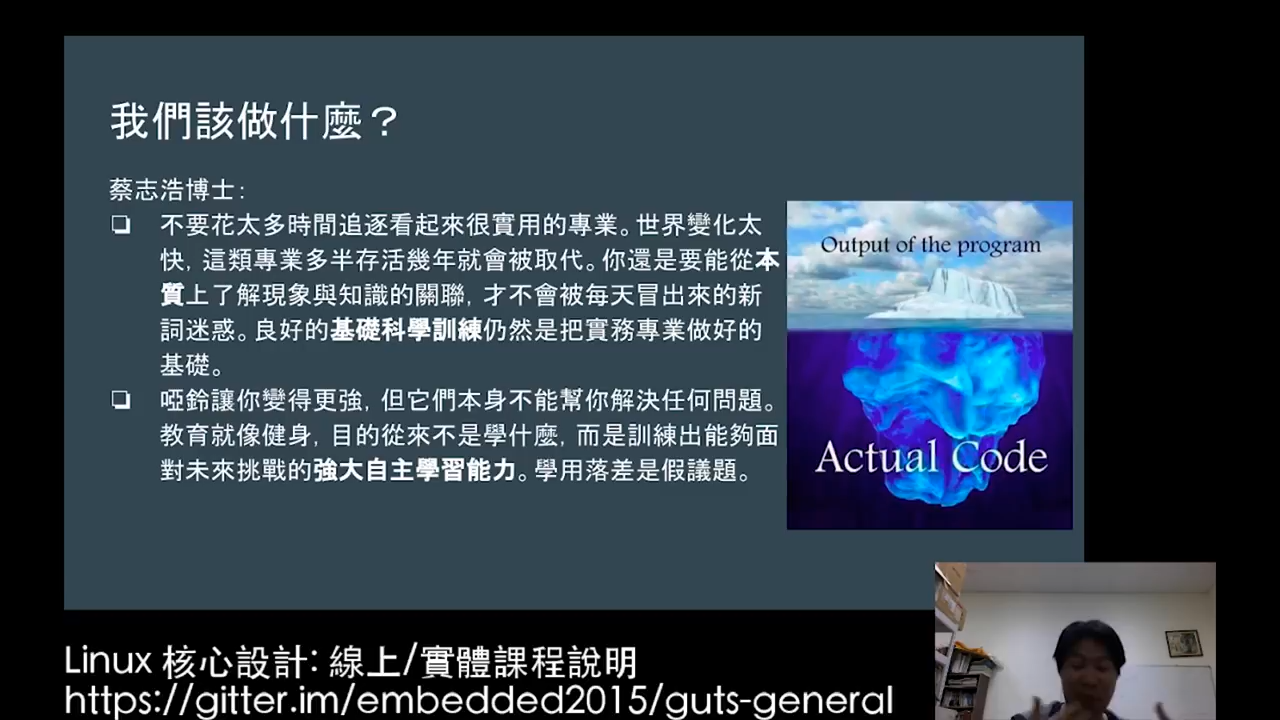 我們該做什麼？
蔡志浩博士：
❏ 不要花太多時間追逐看起來很實用的專業。世界變化太
快，這類專業多半存活幾年就會被取代。你還是要能從本
質上了解現象與知識的關聯，才不會被每天冒出來的新
詞迷惑。良好的基礎科學訓練仍然是把實務專業做好的
基礎。
❏ 啞鈴讓你變得更強，但它們本身不能幫你解決任何問題。
教育就像健身，目的從來不是學什麼，而是訓練出能夠面
對未來挑戰的強大自主學習能力。學用落差是假議題。
Output of the program
Actual Code
Linux 核心設計: 線上/實體課程說明
https://gitter.im/embedded2015/guts-general